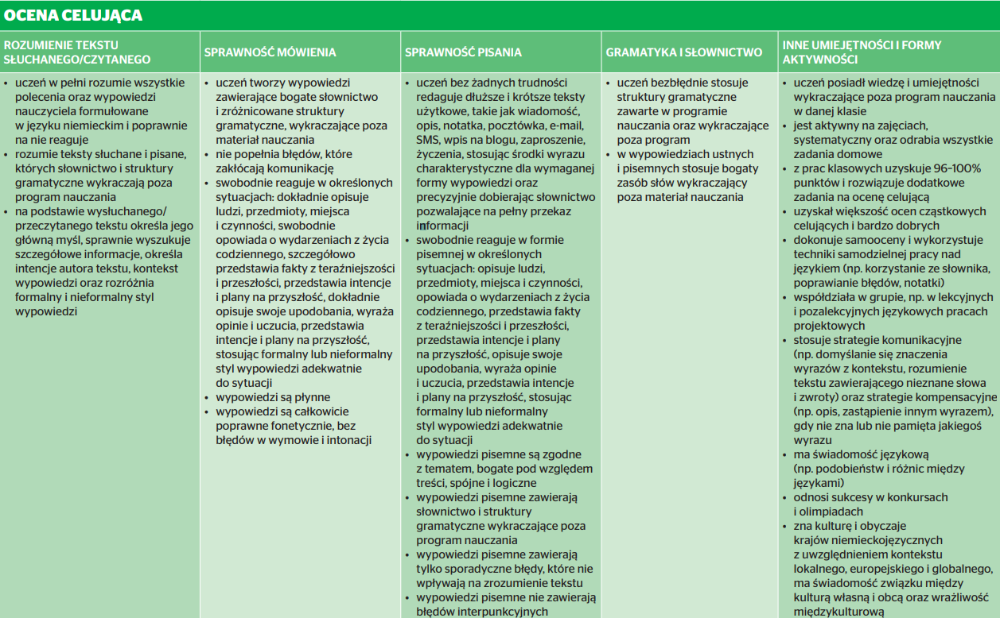 OCENA CELUJĄCA
ROZUMIENIE TEKSTU
SŁUCHANEGO/CZYTANEGO
• uczeń w pełni rozumie wszystkie
polecenia oraz wypowiedzi
nauczyciela formułowane
w języku niemieckim i poprawnie
na nie reaguje
• rozumie teksty słuchane i pisane,
których słownictwo i struktury
gramatyczne wykraczają poza
program nauczania
• na podstawie wysłuchanego/
przeczytanego tekstu określa jego
główną myśl, sprawnie wyszukuje
szczegółowe informacje, określa
intencje autora tekstu, kontekst
wypowiedzi oraz rozróżnia
formalny i nieformalny styl
wypowiedzi
SPRAWNOŚĆ MÓWIENIA
• uczeń tworzy wypowiedzi
zawierające bogate słownictwo
i zróżnicowane struktury
gramatyczne, wykraczające poza
materiał nauczania
• nie popełnia błędów, które
zakłócają komunikację
• swobodnie reaguje w określonych
sytuacjach: dokładnie opisuje
ludzi, przedmioty, miejsca
i czynności, swobodnie
opowiada o wydarzeniach z życia
codziennego, szczegółowo
przedstawia fakty z teraźniejszości
i przeszłości, przedstawia intencje
i plany na przyszłość, dokładnie
opisuje swoje upodobania, wyraża
opinie i uczucia, przedstawia
intencje i plany na przyszłość,
stosując formalny lub nieformalny
styl wypowiedzi adekwatnie
do sytuacji
• wypowiedzi są płynne
• wypowiedzi są całkowicie
poprawne fonetycznie, bez
błędów w wymowie i intonacji
SPRAWNOŚĆ PISANIA
• uczeń bez żadnych trudności
redaguje dłuższe i krótsze teksty
użytkowe, takie jak wiadomość,
opis, notatka, pocztówka, e-mail,
SMS, wpis na blogu, zaproszenie,
życzenia, stosując środki wyrazu
charakterystyczne dla wymaganej
formy wypowiedzi oraz
precyzyjnie dobierając słownictwo
pozwalające na pełny przekaz
informacji
• swobodnie reaguje w formie
pisemnej w określonych
sytuacjach: opisuje ludzi,
przedmioty, miejsca i czynności,
opowiada o wydarzeniach z życia
codziennego, przedstawia fakty
z teraźniejszości i przeszłości,
przedstawia intencje i plany
na przyszłość, opisuje swoje
upodobania, wyraża opinie
i uczucia, przedstawia intencje
i plany na przyszłość, stosując
formalny lub nieformalny
styl wypowiedzi adekwatnie
do sytuacji
• wypowiedzi pisemne są zgodne
z tematem, bogate pod względem
treści, spójne i logiczne
• wypowiedzi pisemne zawierają
słownictwo i struktury
gramatyczne wykraczające poza
program nauczania
• wypowiedzi pisemne zawierają
tylko sporadyczne błędy, które nie
wpływają na zrozumienie tekstu
• wypowiedzi pisemne nie zawierają
błędów interpunkcyjnych
GRAMATYKA I SŁOWNICTWO
• uczeń bezbłędnie stosuje
struktury gramatyczne
zawarte w programie
nauczania oraz wykraczające
poza program
• w wypowiedziach ustnych
i pisemnych stosuje bogaty
zasób słów wykraczający
poza materiał nauczania
INNE UMIEJĘTNOŚCI I FORMY
AKTYWNOŚCI
• uczeń posiadł wiedzę i umiejętności
wykraczające poza program nauczania
w danej klasie
• jest aktywny na zajęciach,
systematyczny oraz odrabia wszystkie
zadania domowe
• z prac klasowych uzyskuje 96–100%
punktów i rozwiązuje dodatkowe
zadania na ocenę celującą
• uzyskał większość ocen cząstkowych
celujących i bardzo dobrych
• dokonuje samooceny i wykorzystuje
techniki samodzielnej pracy nad
językiem (np. korzystanie ze słownika,
poprawianie błędów, notatki)
• współdziała w grupie, np. w lekcyjnych
i pozalekcyjnych językowych pracach
projektowych
• stosuje strategie komunikacyjne
(np. domyślanie się znaczenia
wyrazów z kontekstu, rozumienie
tekstu zawierającego nieznane słowa
i zwroty) oraz strategie kompensacyjne
(np. opis, zastąpienie innym wyrazem),
gdy nie zna lub nie pamięta jakiegoś
wyrazu
• ma świadomość językową
(np. podobieństw i różnic między
językami)
• odnosi sukcesy w konkursach
i olimpiadach
• zna kulturę i obyczaje
krajów niemieckojęzycznych
z uwzględnieniem kontekstu
lokalnego, europejskiego i globalnego,
ma świadomość związku między
kulturą własną i obcą oraz wrażliwość
międzykulturową